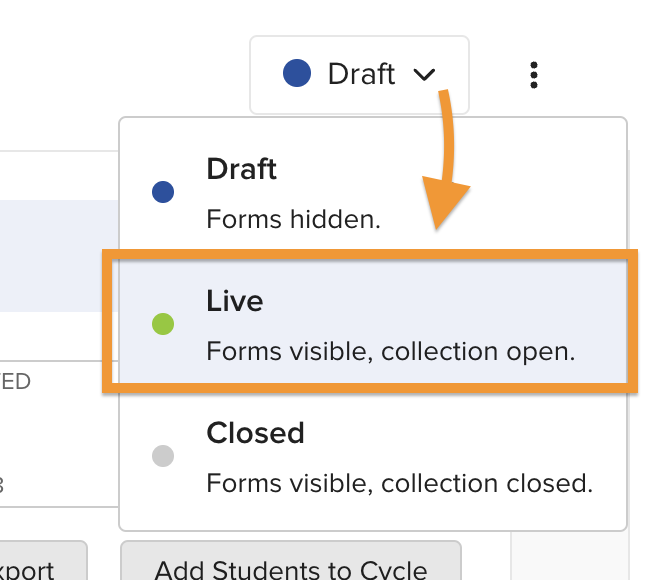 Draft
Draft
Forms hidden.
Live
Forms visible, collection open.
Closed
Forms visible, collection closed.
Add Students to Cycle